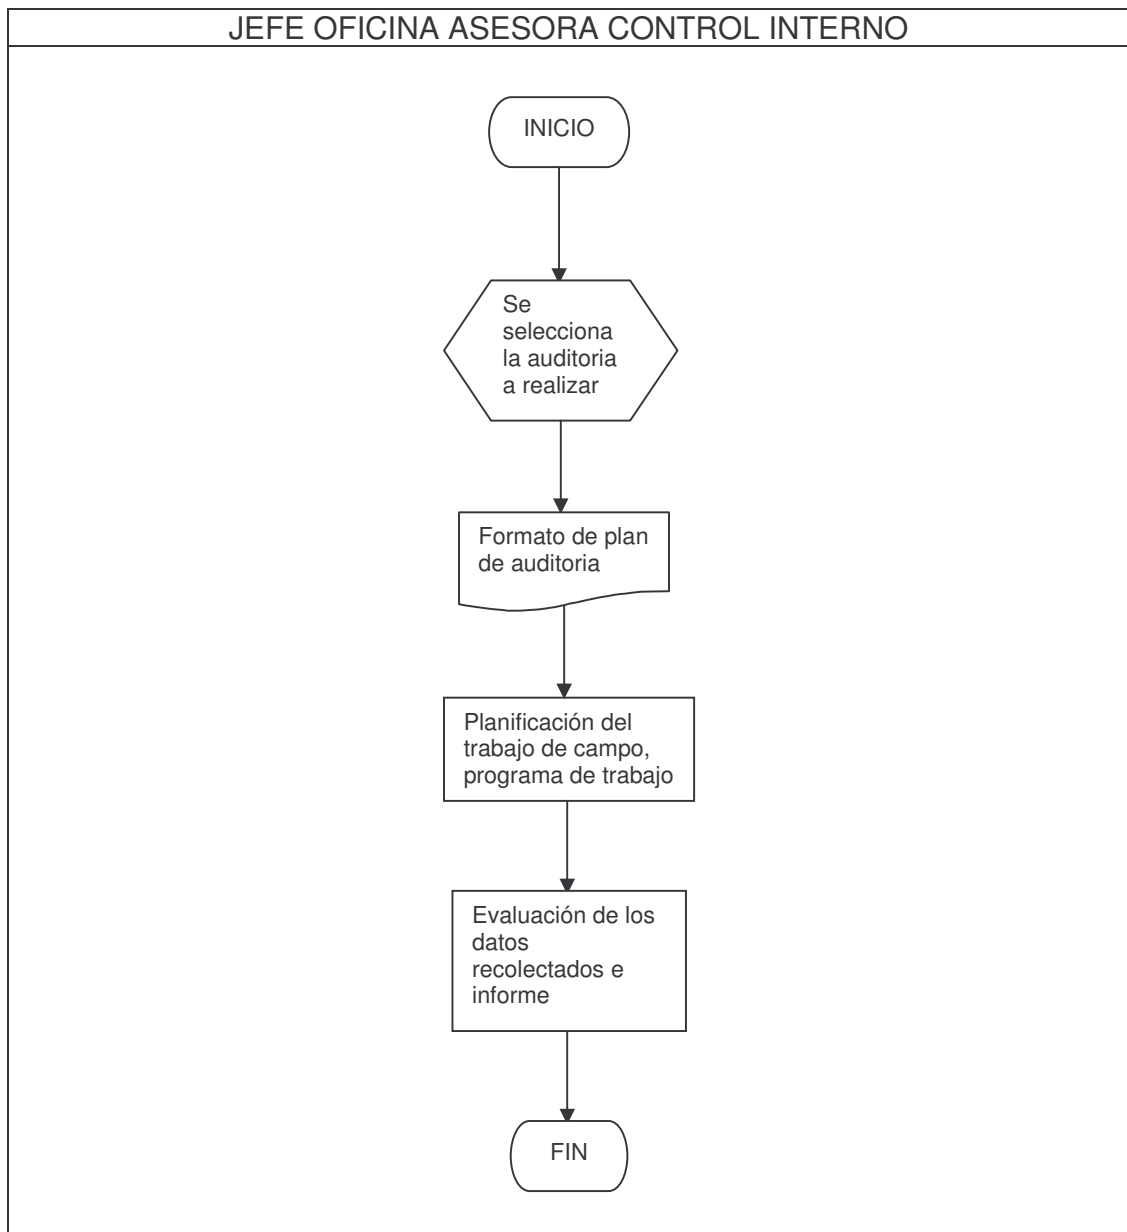 JEFE OFICINA ASESORA CONTROL INTERNO
INICIO
Se
selecciona
la auditoria
a realizar
Formato de plan
de auditoria
Planificación del
trabajo de campo,
programa de trabajo
Evaluación de los
datos
recolectados e
informe
FIN